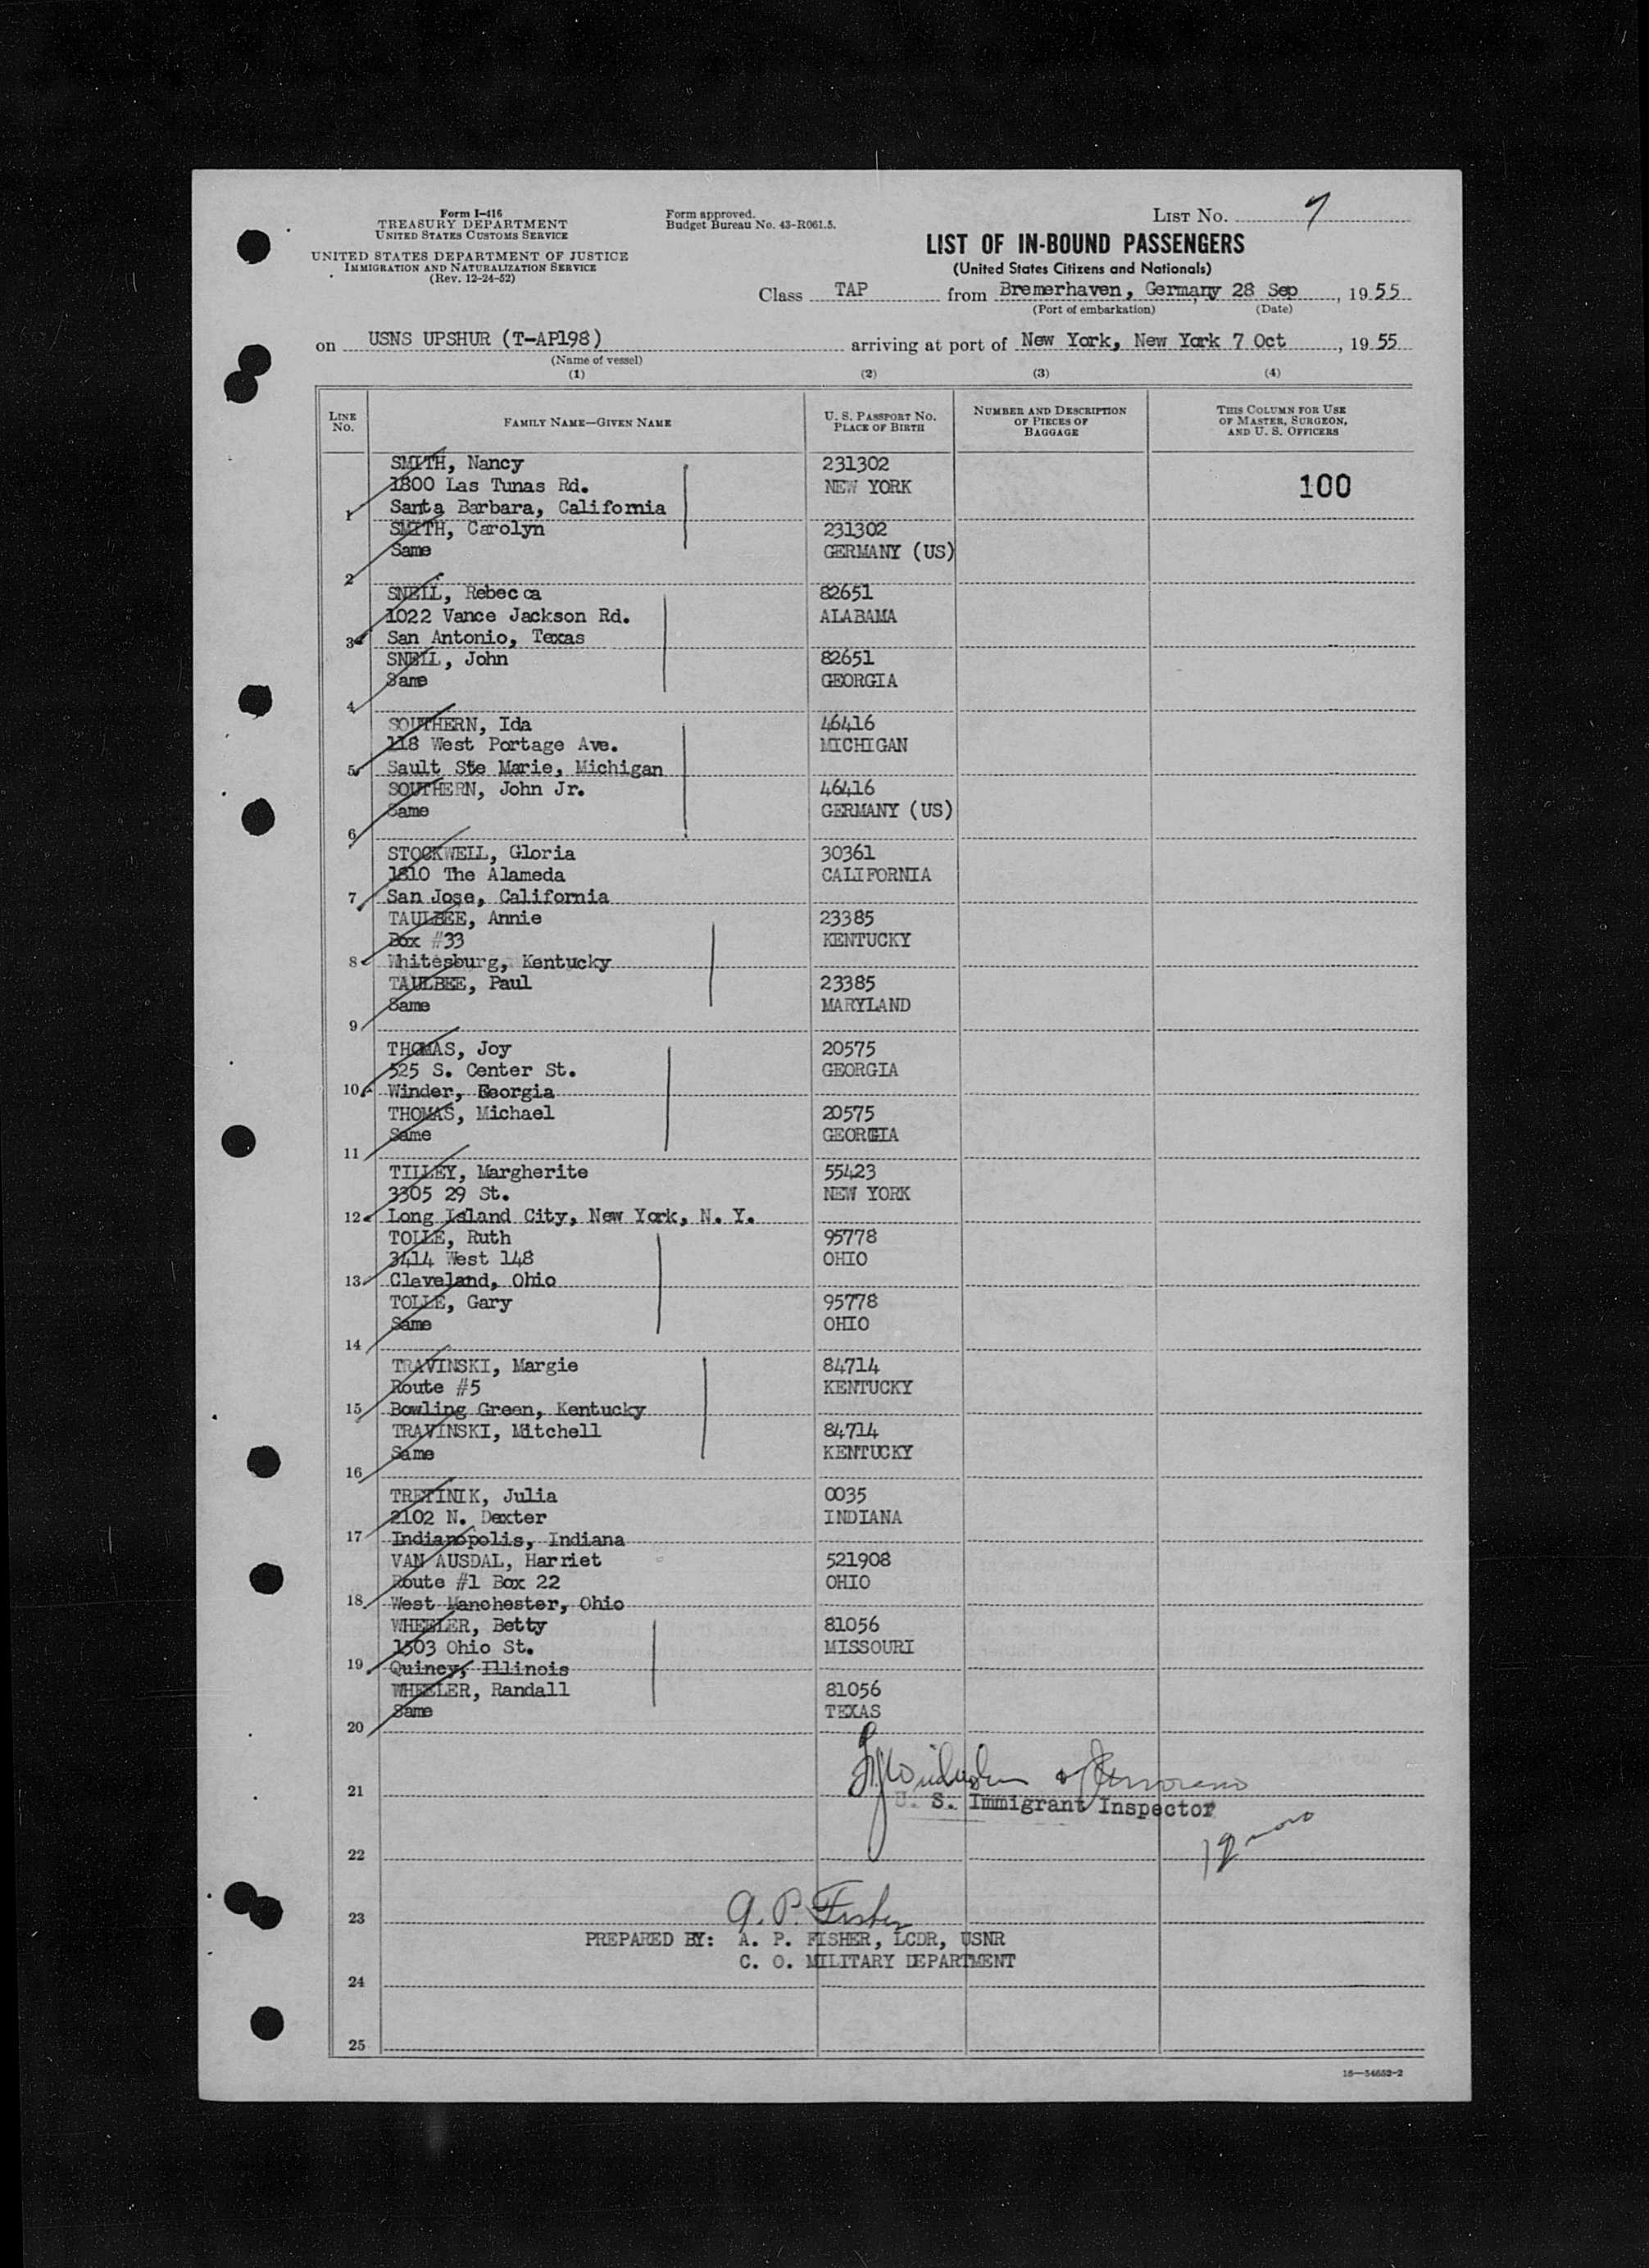 Form I-416
TREASURY DEPARTMENT
UNITED STATES CUSTOMS SERVICE
UNITED STATES DEPARTMENT OF JUSTICE
IMMIGRATION AND NATURALIZATION SERVICE
(Rev. 12-24-52)
Form approved.
Budget Bureau No. 43-R061.5.
LIST No. 7
LIST OF IN-BOUND PASSENGERS
(United States Citizens and Nationals)
Class TAP from Bremerhaven, Germany 28 Sep, 1955
(Port of embarkation) (Date)
on USNS UPSHUR (T-AP198) arriving at port of New York, New York 7 Oct, 1955
(Name of vessel)
(1) (2) (3) (4)
LINE No.
FAMILY NAME—GIVEN NAME
U. S. PASSPORT No.
PLACE OF BIRTH
NUMBER AND DESCRIPTION
OF PIECES OF
BAGGAGE
THIS COLUMN FOR USE
OF MASTER, SURGEON,
AND U. S. OFFICERS
SMITH, Nancy 231302
1800 Las Tunas Rd. NEW YORK 100
1 Santa Barbara, California
SMITH, Carolyn 231302
Same GERMANY (US)
2
SNELL, Rebecca 82651
1022 Vance Jackson Rd. ALABAMA
3 San Antonio, Texas
SNELL, John 82651
Same GEORGIA
4
SOUTHERN, Ida 46416
118 West Portage Ave. MICHIGAN
5 Sault Ste Marie, Michigan
SOUTHERN, John Jr. 46416
Same GERMANY (US)
6
STOCKWELL, Gloria 30361
1810 The Alameda CALIFORNIA
7 San Jose, California
TAULBEE, Annie 23385
Box #33 KENTUCKY
8 Whitesburg, Kentucky
TAULBEE, Paul 23385
Same MARYLAND
9
THOMAS, Joy 20575
525 S. Center St. GEORGIA
10 Winder, Georgia
THOMAS, Michael 20575
Same GEORGIA
11
TILLEY, Margherite 55423
3305 29 St. NEW YORK
12 Long Island City, New York, N. Y.
TOLLE, Ruth 95778
3414 West 148 OHIO
13 Cleveland, Ohio
TOLLE, Gary 95778
Same OHIO
14
TRAVINSKI, Margie 84714
Route #5 KENTUCKY
15 Bowling Green, Kentucky
TRAVINSKI, Mitchell 84714
Same KENTUCKY
16
TRETINIK, Julia 0035
2102 N. Dexter INDIANA
17 Indianopolis, Indiana
VAN AUSDAL, Harriet 521908
Route #1 Box 22 OHIO
18 West Manchester, Ohio
WHEELER, Betty 81056
1503 Ohio St. MISSOURI
19 Quincy, Illinois
WHEELER, Randall 81056
Same TEXAS
20
21
U. S. Immigrant Inspector
22
A. P. Fisher
23
PREPARED BY: A. P. FISHER, LCDR, USNR
C. O. MILITARY DEPARTMENT
24
25
16—54652-2